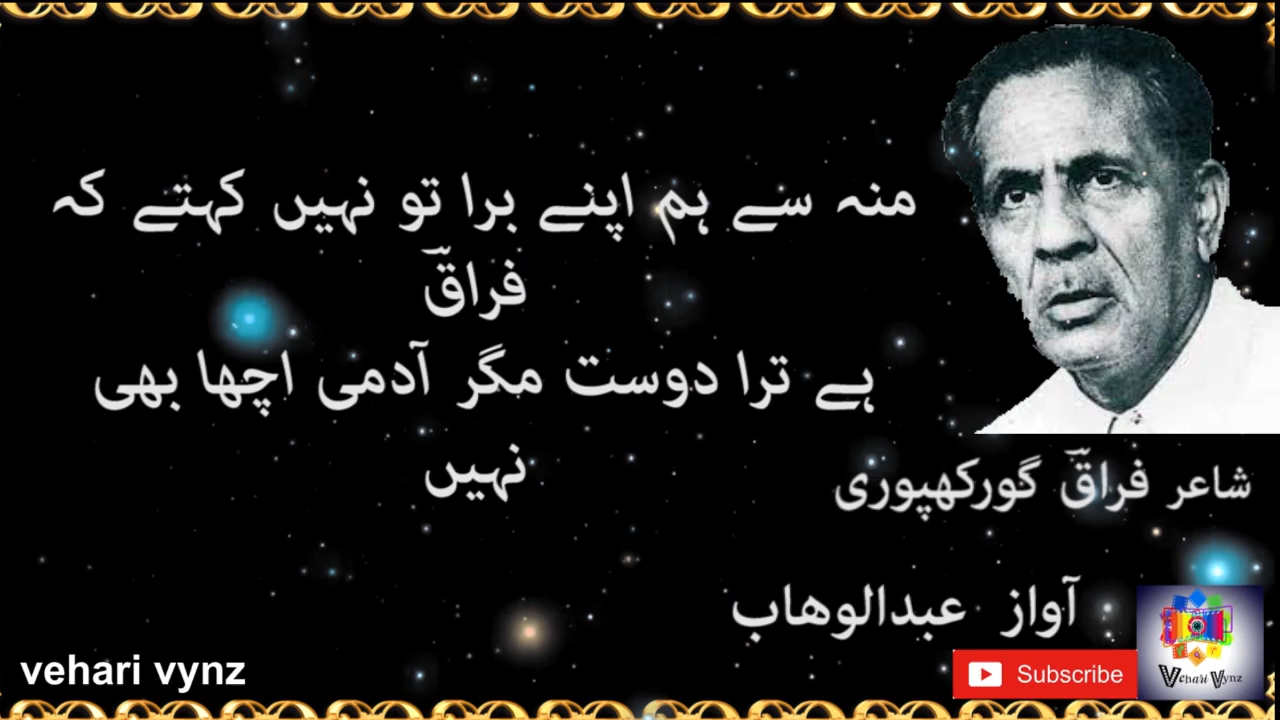 منہ سے ہم اپنے برا تو نہیں کہتے کہ
فراقؔ
ہے ترا دوست مگر آدمی اچھا بھی
نہیں
شاعر فراقؔ گورکھپوری
آواز عبدالوھاب
vehari vynz
Subscribe
Vehari Vynz